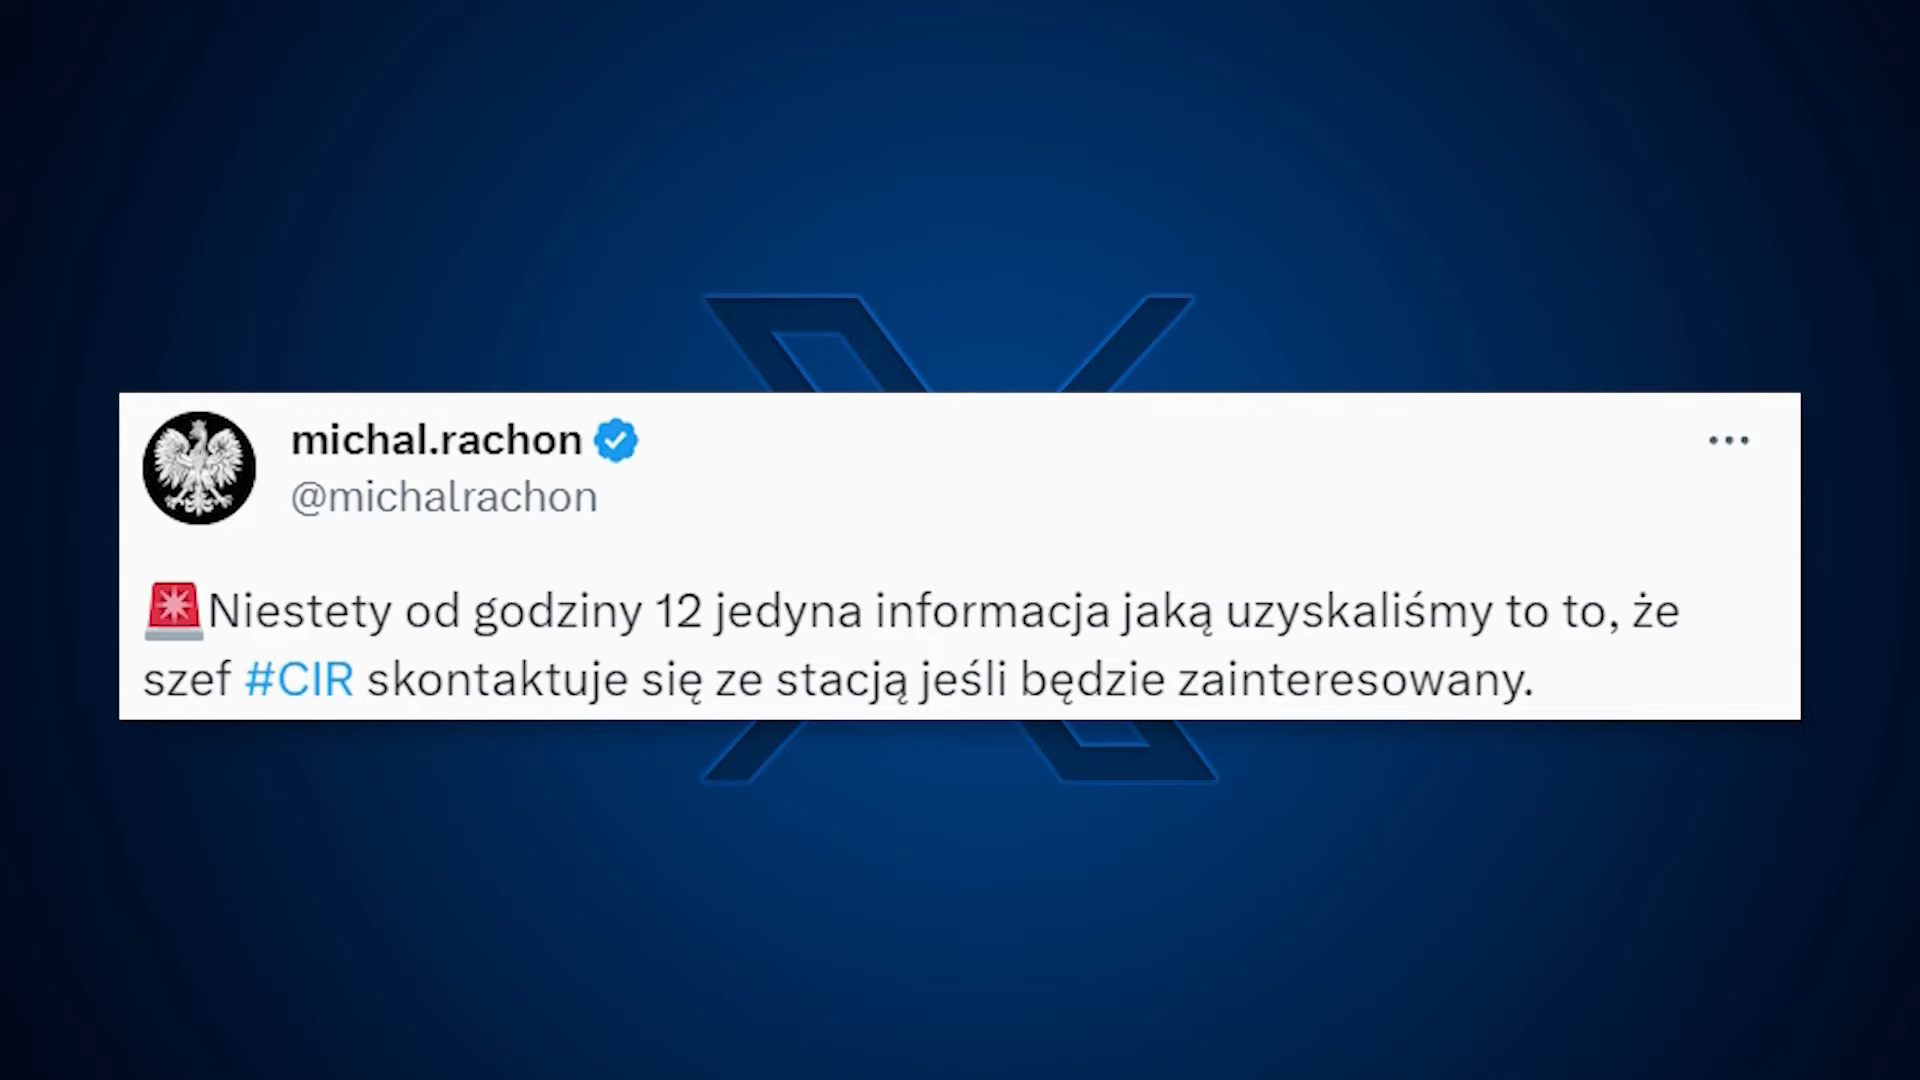 michal.rachon
@michalrachon
🚨Niestety od godziny 12 jedyna informacja jaką uzyskaliśmy to to, że
szef #CIR skontaktuje się ze stacją jeśli będzie zainteresowany.